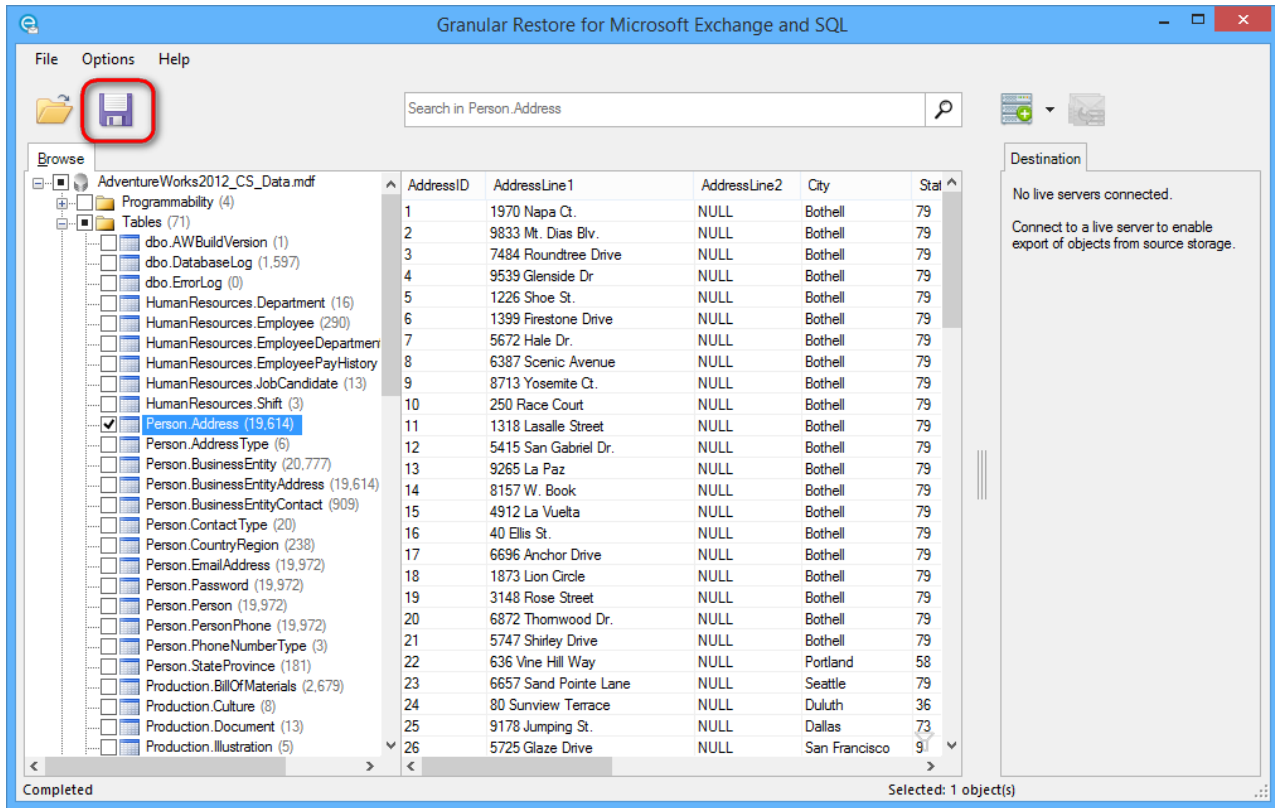 Granular Restore for Microsoft Exchange and SQL
File Options Help
Search in Person.Address
Browse
AdventureWorks2012_CS_Data.mdf
Programmability (4)
Tables (71)
dbo.AWBuildVersion (1)
dbo.DatabaseLog (1,597)
dbo.ErrorLog (0)
HumanResources.Department (16)
HumanResources.Employee (290)
HumanResources.EmployeeDepartmen
HumanResources.EmployeePayHistory
HumanResources.JobCandidate (13)
HumanResources.Shift (3)
Person.Address (19,614)
Person.AddressType (6)
Person.BusinessEntity (20,777)
Person.BusinessEntityAddress (19,614)
Person.BusinessEntityContact (909)
Person.ContactType (20)
Person.CountryRegion (238)
Person.EmailAddress (19,972)
Person.Password (19,972)
Person.Person (19,972)
Person.PersonPhone (19,972)
Person.PhoneNumberType (3)
Person.StateProvince (181)
Production.BillOfMaterials (2,679)
Production.Culture (8)
Production.Document (13)
Production.Illustration (5)
AddressID AddressLine1 AddressLine2 City Stat
1 1970 Napa Ct. NULL Bothell 79
2 9833 Mt. Dias Blv. NULL Bothell 79
3 7484 Roundtree Drive NULL Bothell 79
4 9539 Glenside Dr NULL Bothell 79
5 1226 Shoe St. NULL Bothell 79
6 1399 Firestone Drive NULL Bothell 79
7 5672 Hale Dr. NULL Bothell 79
8 6387 Scenic Avenue NULL Bothell 79
9 8713 Yosemite Ct. NULL Bothell 79
10 250 Race Court NULL Bothell 79
11 1318 Lasalle Street NULL Bothell 79
12 5415 San Gabriel Dr. NULL Bothell 79
13 9265 La Paz NULL Bothell 79
14 8157 W. Book NULL Bothell 79
15 4912 La Vuelta NULL Bothell 79
16 40 Ellis St. NULL Bothell 79
17 6696 Anchor Drive NULL Bothell 79
18 1873 Lion Circle NULL Bothell 79
19 3148 Rose Street NULL Bothell 79
20 6872 Thornwood Dr. NULL Bothell 79
21 5747 Shirley Drive NULL Bothell 79
22 636 Vine Hill Way NULL Portland 58
23 6657 Sand Pointe Lane NULL Seattle 79
24 80 Sunview Terrace NULL Duluth 36
25 9178 Jumping St. NULL Dallas 73
26 5725 Glaze Drive NULL San Francisco 9
Destination
No live servers connected.
Connect to a live server to enable
export of objects from source storage.
Completed
Selected: 1 object(s)